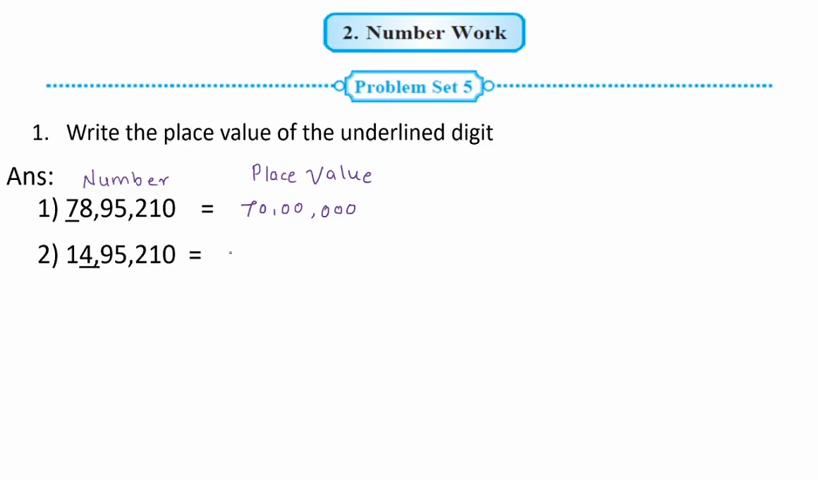 2. Number Work
Problem Set 5
1. Write the place value of the underlined digit
Ans: Number Place Value
1) 78,95,210 = 70,00,000
2) 14,95,210 =